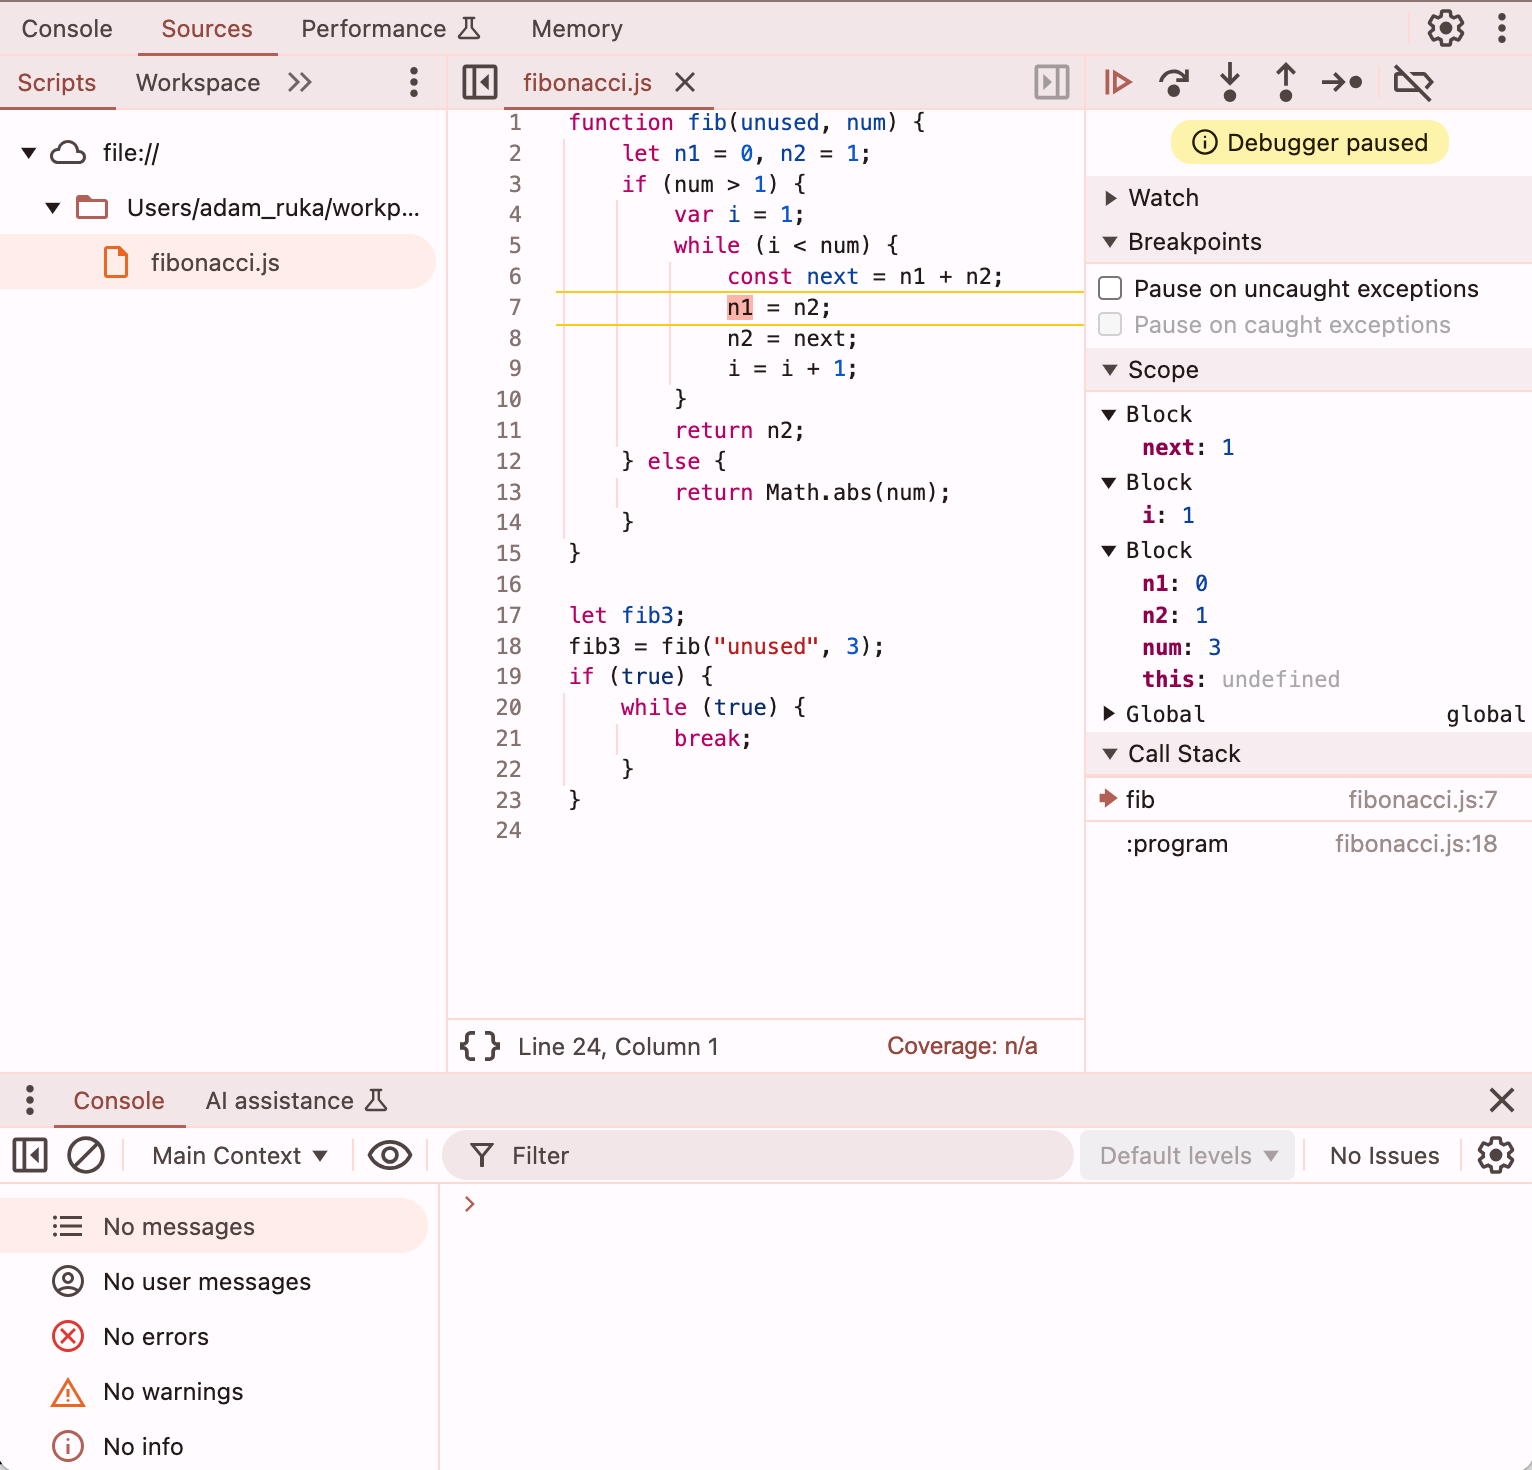 Console Sources Performance Memory
Scripts Workspace
fibonacci.js
file://
Users/adam_ruka/workp...
fibonacci.js
1 function fib(unused, num) {
2 let n1 = 0, n2 = 1;
3 if (num > 1) {
4 var i = 1;
5 while (i < num) {
6 const next = n1 + n2;
7 n1 = n2;
8 n2 = next;
9 i = i + 1;
10 }
11 return n2;
12 } else {
13 return Math.abs(num);
14 }
15 }
16
17 let fib3;
18 fib3 = fib("unused", 3);
19 if (true) {
20 while (true) {
21 break;
22 }
23 }
24
{ } Line 24, Column 1 Coverage: n/a
Debugger paused
Watch
Breakpoints
Pause on uncaught exceptions
Pause on caught exceptions
Scope
Block
next: 1
Block
i: 1
Block
n1: 0
n2: 1
num: 3
this: undefined
Global global
Call Stack
fib fibonacci.js:7
:program fibonacci.js:18
Console AI assistance
Main Context Filter Default levels No Issues
No messages
No user messages
No errors
No warnings
No info
>